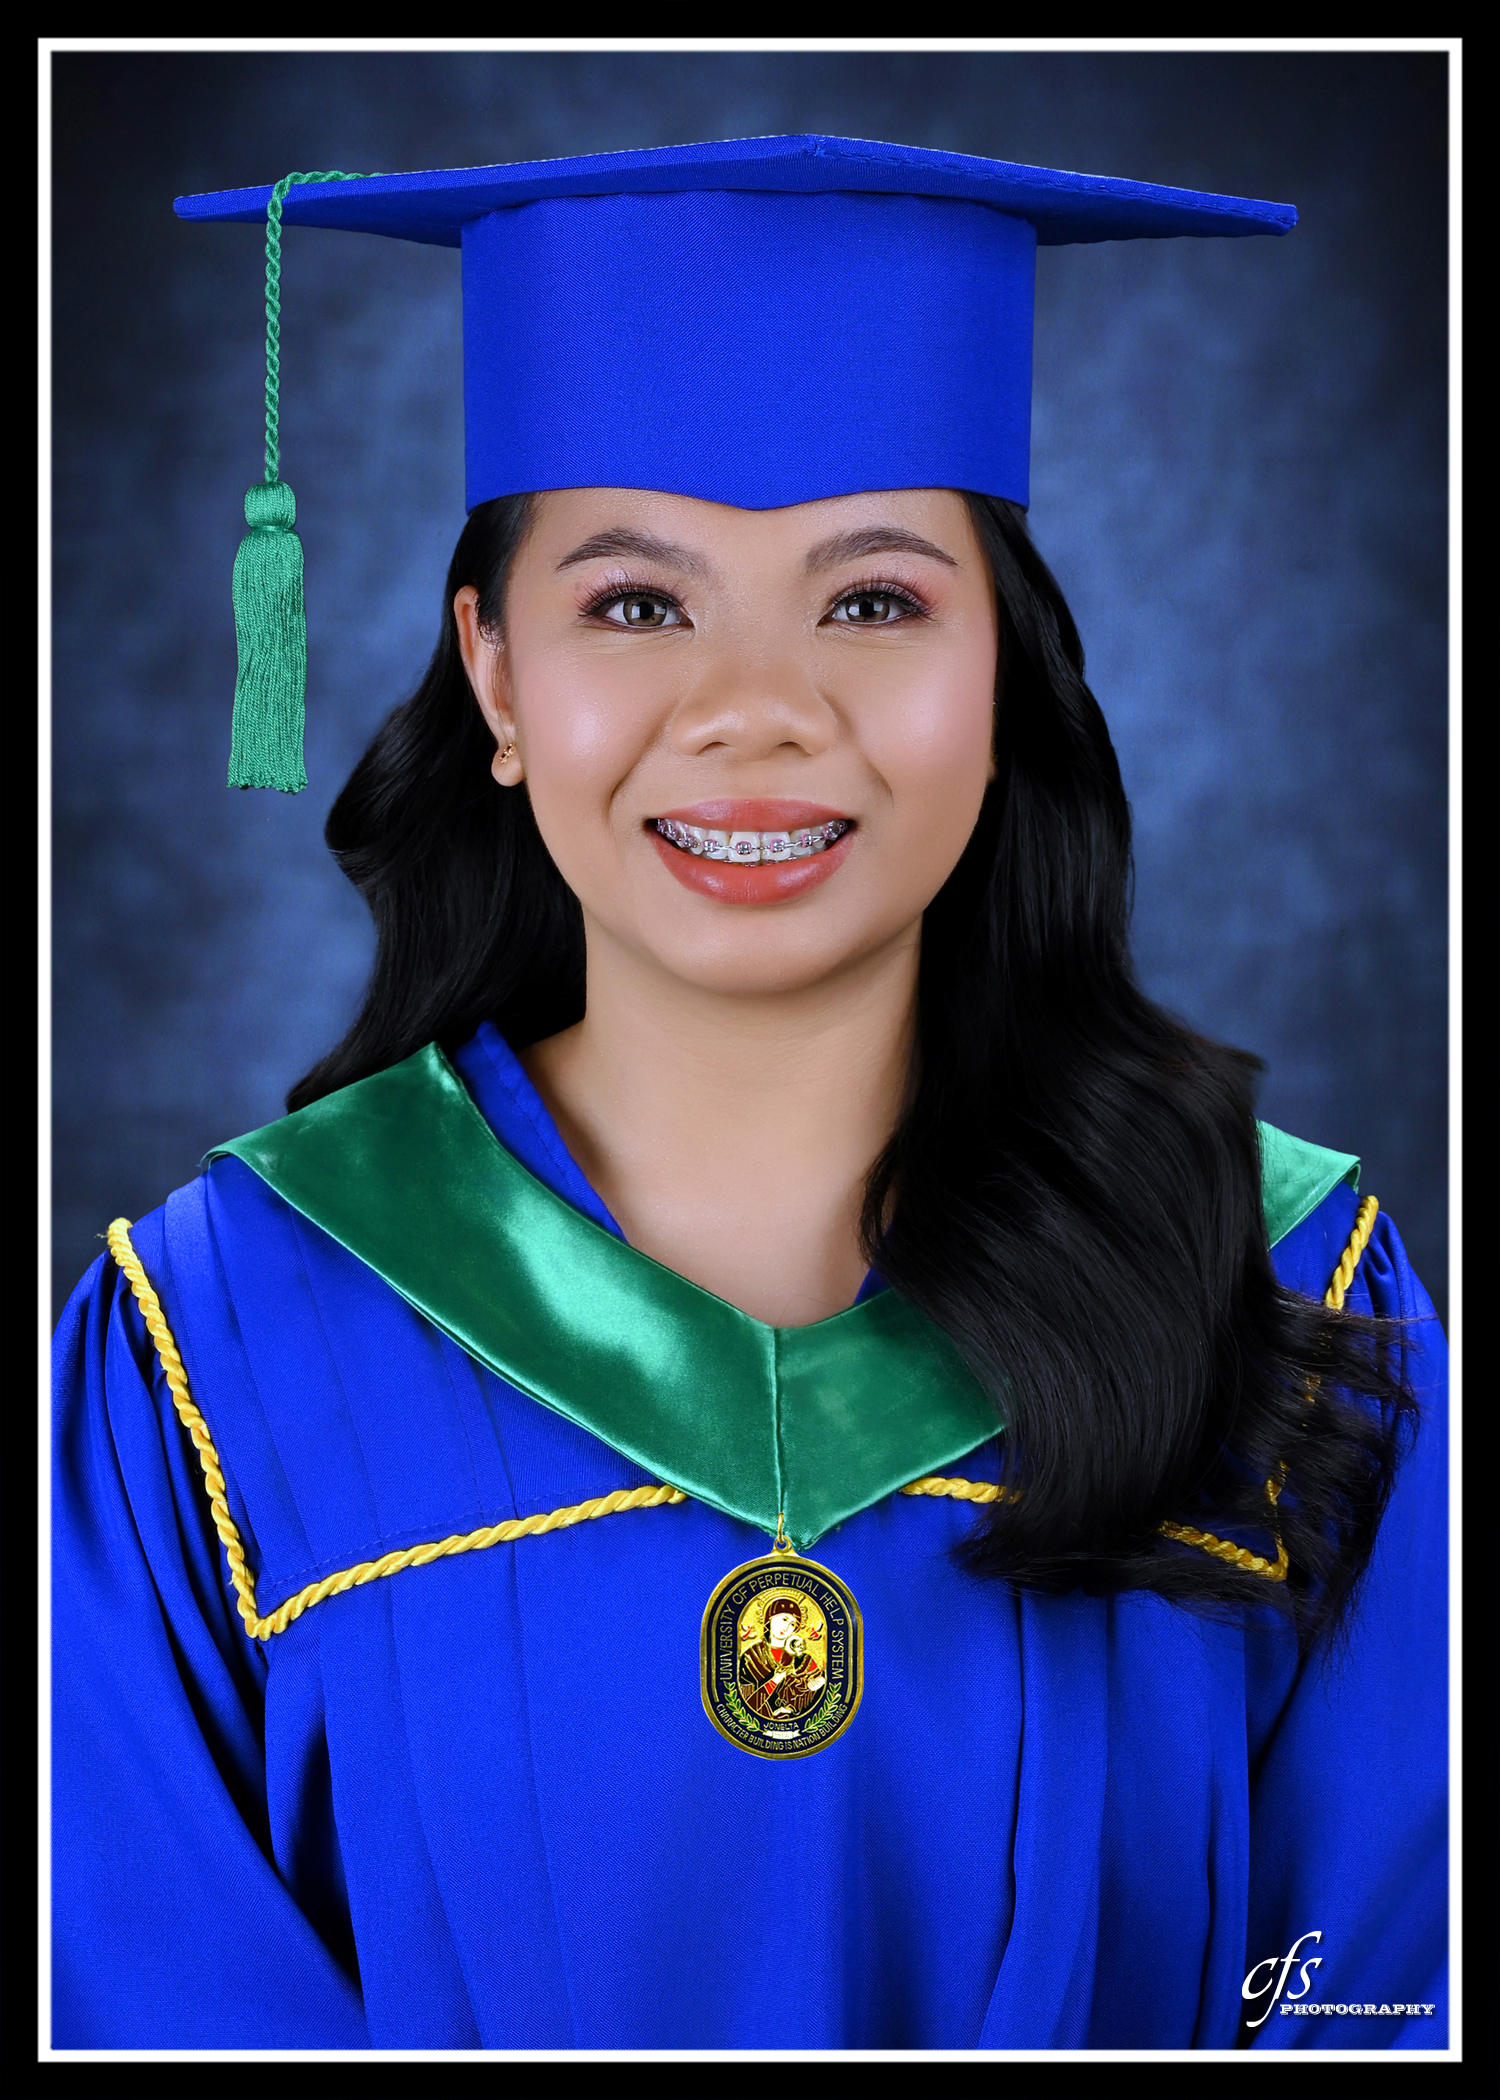 UNIVERSITY OF PERPETUAL HELP SYSTEM
JONELTA
CHARACTER BUILDING IS NATION BUILDING
cfs
PHOTOGRAPHY